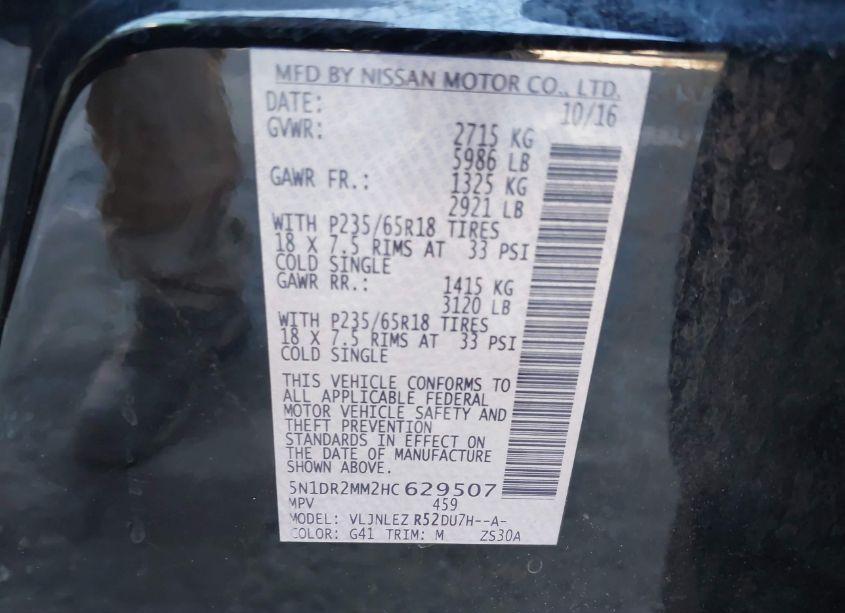 MFD BY NISSAN MOTOR CO., LTD.
DATE: 10/16
GVWR: 2715 KG
5986 LB
GAWR FR.: 1325 KG
2921 LB
WITH P235/65R18 TIRES
18 X 7.5 RIMS AT 33 PSI
COLD SINGLE
GAWR RR.: 1415 KG
3120 LB
WITH P235/65R18 TIRES
18 X 7.5 RIMS AT 33 PSI
COLD SINGLE
THIS VEHICLE CONFORMS TO
ALL APPLICABLE FEDERAL
MOTOR VEHICLE SAFETY AND
THEFT PREVENTION
STANDARDS IN EFFECT ON
THE DATE OF MANUFACTURE
SHOWN ABOVE.
5N1DR2MM2HC629507
MPV 459
MODEL: VLJNLEZ R52DU7H--A-
COLOR: G41 TRIM: M ZS30A